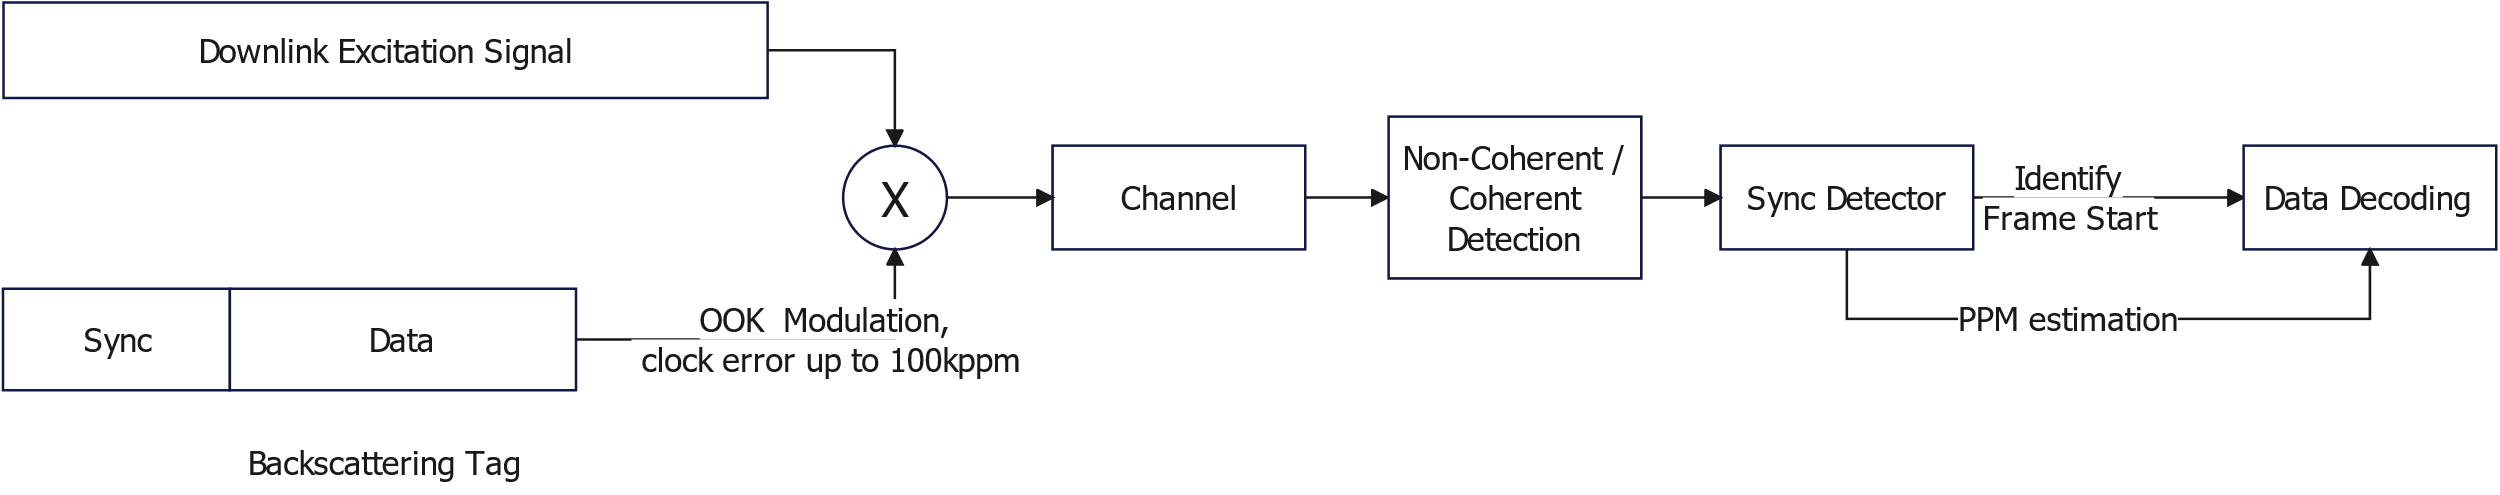 Downlink Excitation Signal
X
Channel
Non-Coherent /
Coherent
Detection
Sync Detector
Identify
Frame Start
Data Decoding
Sync
Data
OOK  Modulation,
clock error up to 100kppm
PPM estimation
Backscattering Tag